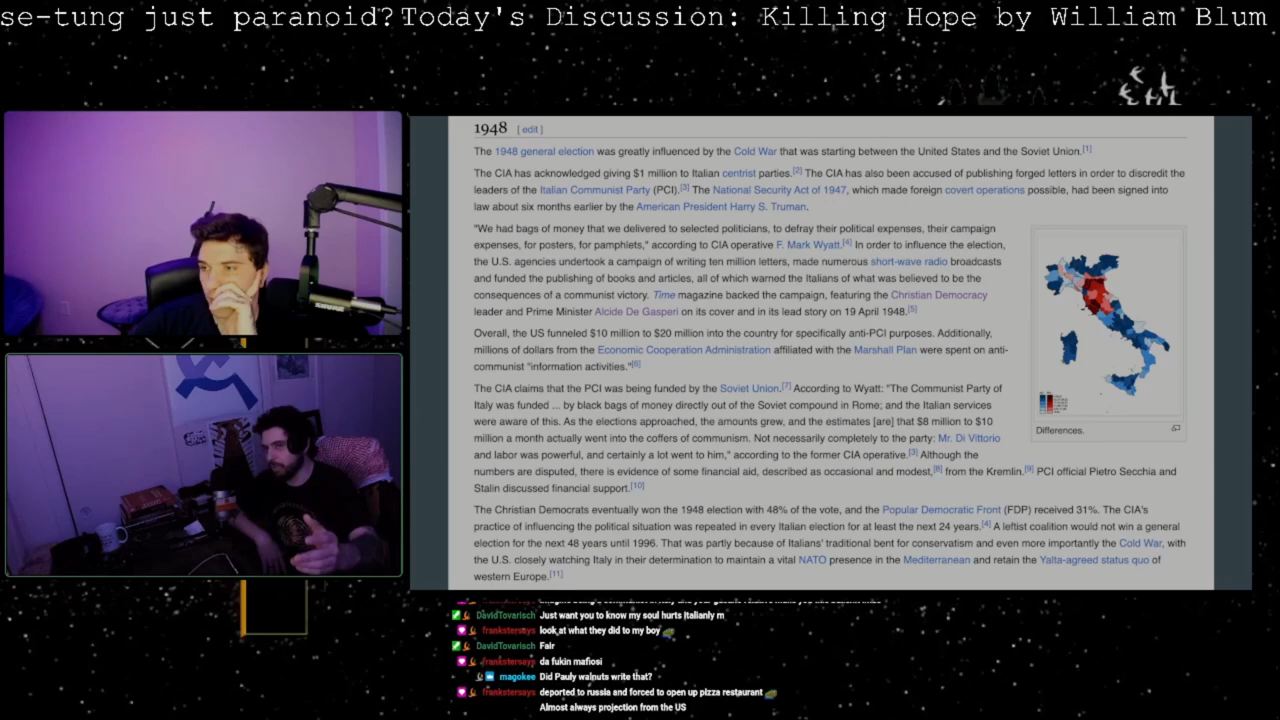 se-tung just paranoid? Today's Discussion: Killing Hope by William Blum
1948 [ edit ]
The 1948 general election was greatly influenced by the Cold War that was starting between the United States and the Soviet Union.[1]
The CIA has acknowledged giving $1 million to Italian centrist parties.[2] The CIA has also been accused of publishing forged letters in order to discredit the
leaders of the Italian Communist Party (PCI).[3] The National Security Act of 1947, which made foreign covert operations possible, had been signed into
law about six months earlier by the American President Harry S. Truman.
"We had bags of money that we delivered to selected politicians, to defray their political expenses, their campaign
expenses, for posters, for pamphlets," according to CIA operative F. Mark Wyatt.[4] In order to influence the election,
the U.S. agencies undertook a campaign of writing ten million letters, made numerous short-wave radio broadcasts
and funded the publishing of books and articles, all of which warned the Italians of what was believed to be the
consequences of a communist victory. Time magazine backed the campaign, featuring the Christian Democracy
leader and Prime Minister Alcide De Gasperi on its cover and in its lead story on 19 April 1948.[5]
Overall, the US funneled $10 million to $20 million into the country for specifically anti-PCI purposes. Additionally,
millions of dollars from the Economic Cooperation Administration affiliated with the Marshall Plan were spent on anti-
communist "information activities."[6]
The CIA claims that the PCI was being funded by the Soviet Union.[7] According to Wyatt: "The Communist Party of
Italy was funded ... by black bags of money directly out of the Soviet compound in Rome; and the Italian services
were aware of this. As the elections approached, the amounts grew, and the estimates [are] that $8 million to $10
million a month actually went into the coffers of communism. Not necessarily completely to the party: Mr. Di Vittorio
and labor was powerful, and certainly a lot went to him," according to the former CIA operative.[3] Although the
numbers are disputed, there is evidence of some financial aid, described as occasional and modest,[8] from the Kremlin.[9] PCI official Pietro Secchia and
Stalin discussed financial support.[10]
The Christian Democrats eventually won the 1948 election with 48% of the vote, and the Popular Democratic Front (FDP) received 31%. The CIA's
practice of influencing the political situation was repeated in every Italian election for at least the next 24 years.[4] A leftist coalition would not win a general
election for the next 48 years until 1996. That was partly because of Italians' traditional bent for conservatism and even more importantly the Cold War, with
the U.S. closely watching Italy in their determination to maintain a vital NATO presence in the Mediterranean and retain the Yalta-agreed status quo of
western Europe.[11]
Differences.
SHURE
DavidTovarisch Just want you to know my soul hurts Italianly m
frankstersays look at what they did to my boy
DavidTovarisch Fair
frankstersays da fukin mafiosi
magokee Did Pauly walnuts write that?
frankstersays deported to russia and forced to open up pizza restaurant
Almost always projection from the US